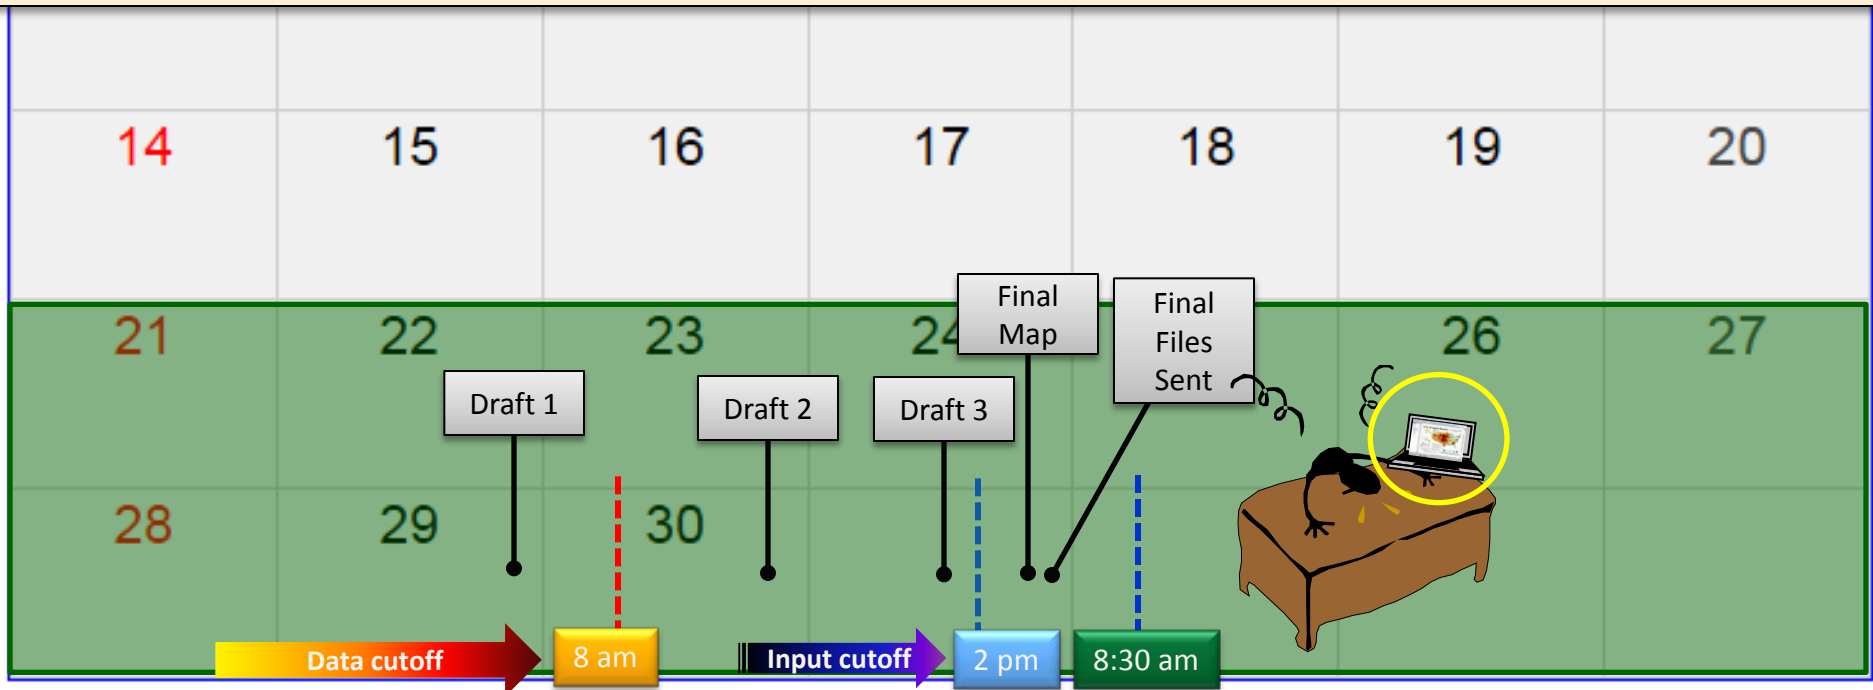 14 15 16 17 18 19 20
21 22 23 24 26 27
Final
Map
Final
Files
Sent
Draft 1
Draft 2
Draft 3
28 29 30
Data cutoff
8 am
Input cutoff
2 pm
8:30 am